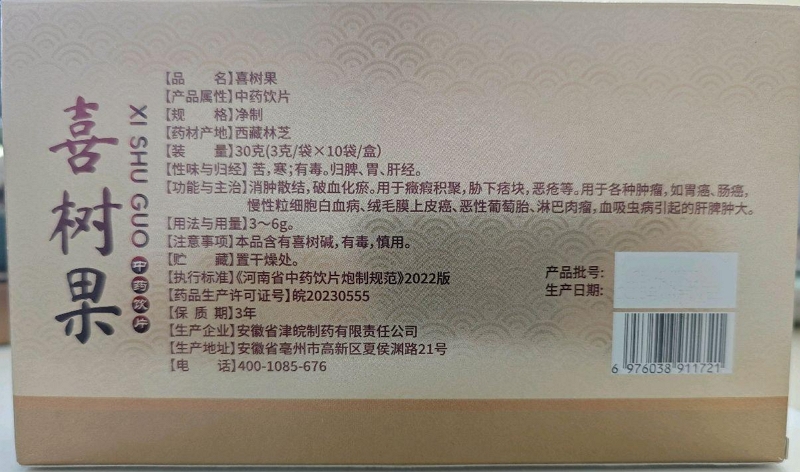 喜树果
XI SHU GUO
中药饮片
【品　　名】喜树果
【产品属性】中药饮片
【规　　格】净制
【药材产地】西藏林芝
【装　　量】30克(3克/袋×10袋/盒)
【性味与归经】苦,寒;有毒。归脾、胃、肝经。
【功能与主治】消肿散结,破血化瘀。用于癥瘕积聚,胁下痞块,恶疮等。用于各种肿瘤,如胃癌、肠癌,
慢性粒细胞白血病、绒毛膜上皮癌、恶性葡萄胎、淋巴肉瘤,血吸虫病引起的肝脾肿大。
【用法与用量】3～6g。
【注意事项】本品含有喜树碱,有毒,慎用。
【贮　　藏】置干燥处。
【执行标准】《河南省中药饮片炮制规范》2022版
【药品生产许可证号】皖20230555
【保 质 期】3年
【生产企业】安徽省津皖制药有限责任公司
【生产地址】安徽省亳州市高新区夏侯渊路21号
【电　　话】400-1085-676
产品批号:
生产日期:
6 976038 911721